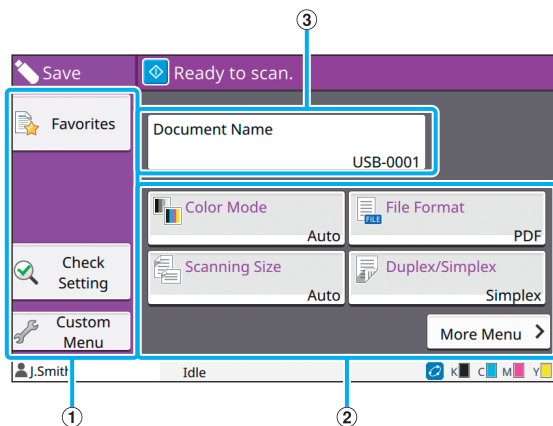 ③
Save
Ready to scan.
Favorites
Document Name
USB-0001
Color Mode
Auto
File Format
FILE
PDF
Check
Setting
Scanning Size
Auto
Duplex/Simplex
Simplex
Custom
Menu
More Menu
J.Smith
Idle
K C M Y
① ②